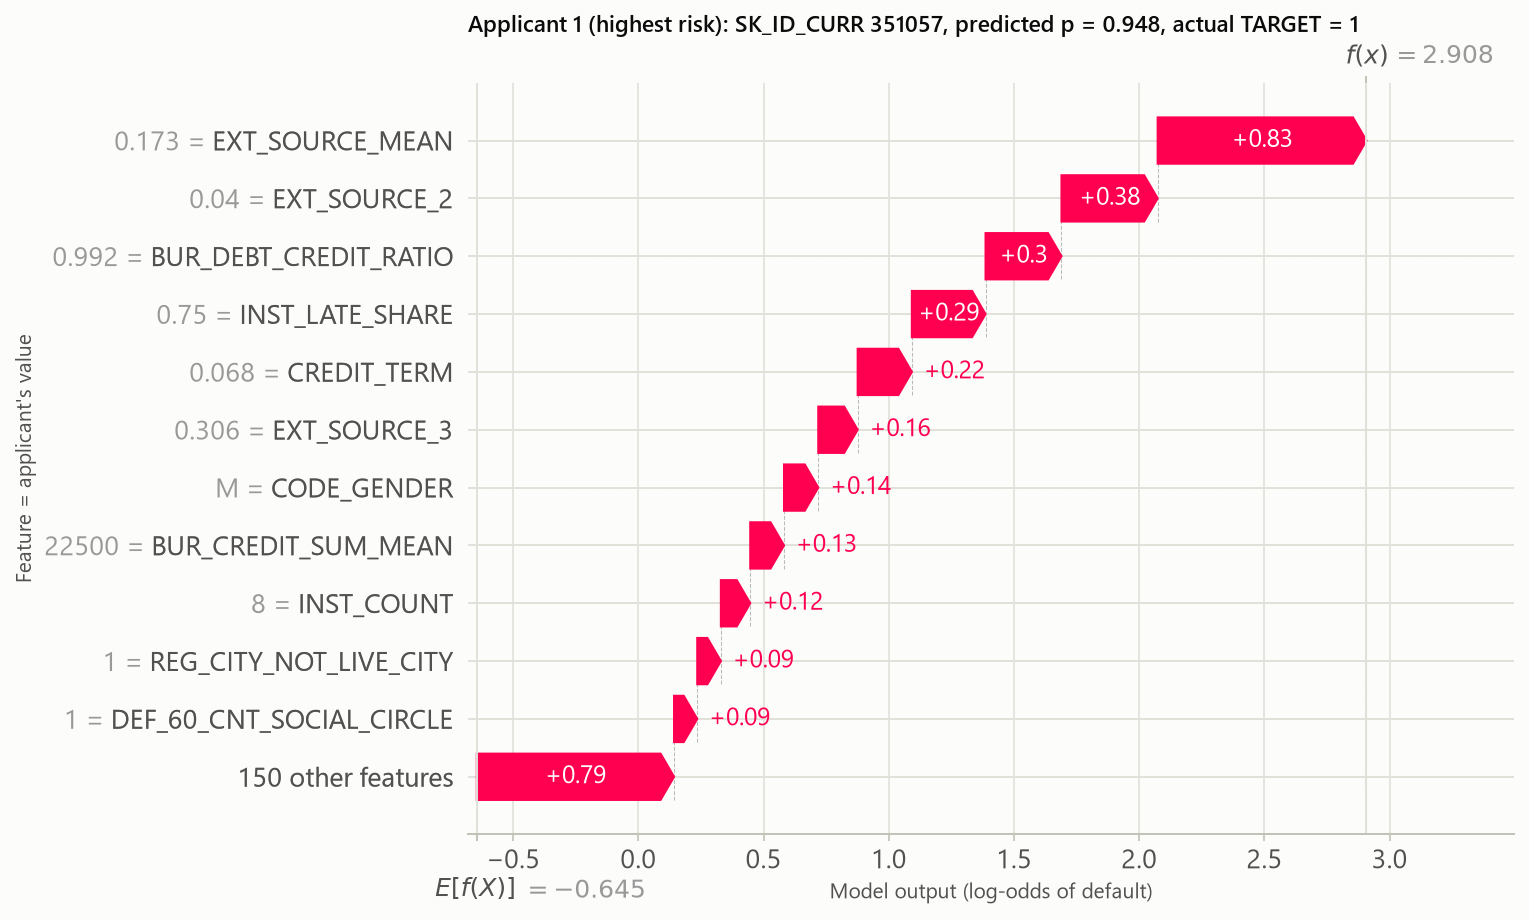 Applicant 1 (highest risk): SK_ID_CURR 351057, predicted p = 0.948, actual TARGET = 1
f(x) = 2.908
0.173 = EXT_SOURCE_MEAN +0.83
0.04 = EXT_SOURCE_2 +0.38
0.992 = BUR_DEBT_CREDIT_RATIO +0.3
0.75 = INST_LATE_SHARE +0.29
0.068 = CREDIT_TERM +0.22
0.306 = EXT_SOURCE_3 +0.16
M = CODE_GENDER +0.14
22500 = BUR_CREDIT_SUM_MEAN +0.13
8 = INST_COUNT +0.12
1 = REG_CITY_NOT_LIVE_CITY +0.09
1 = DEF_60_CNT_SOCIAL_CIRCLE +0.09
150 other features +0.79
Feature = applicant's value
−0.5 0.0 0.5 1.0 1.5 2.0 2.5 3.0
E[f(X)] = −0.645
Model output (log-odds of default)